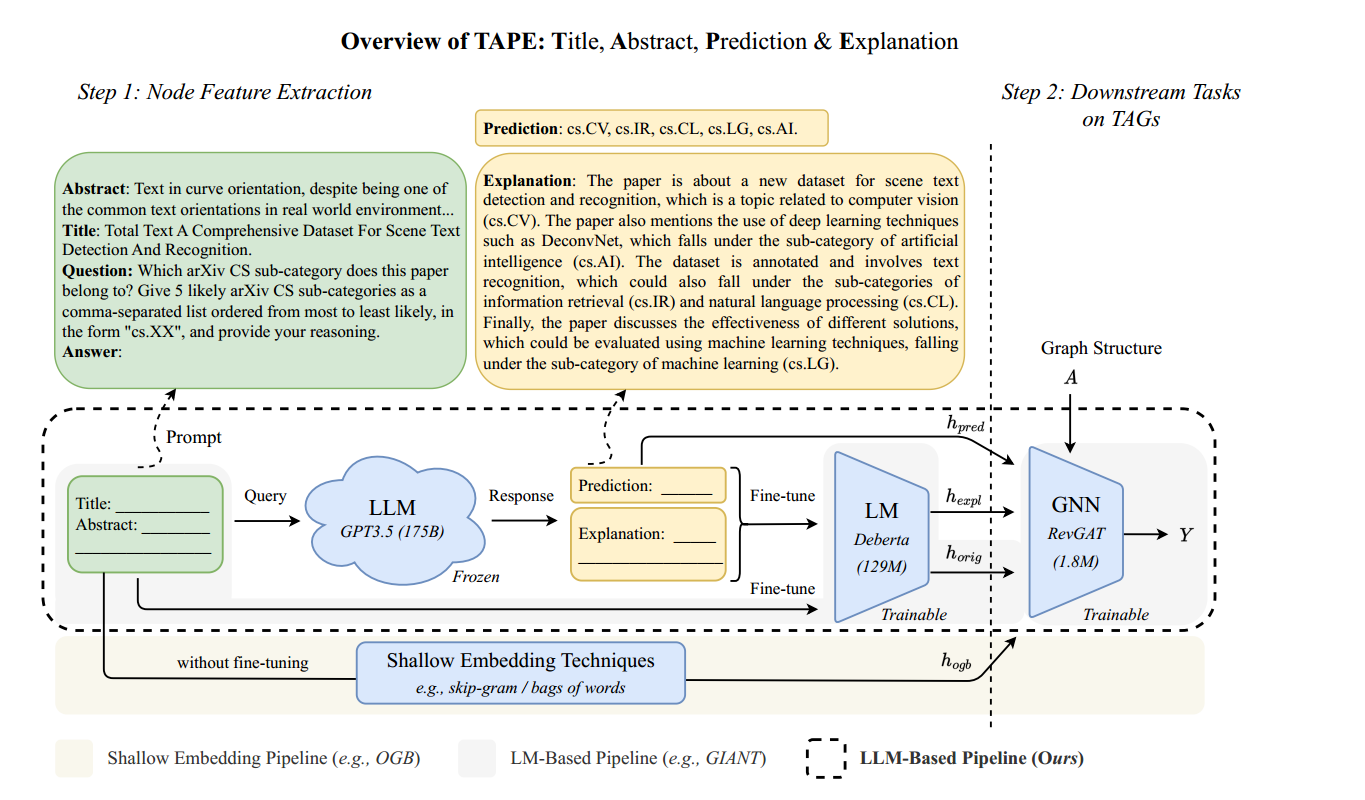 Overview of TAPE: Title, Abstract, Prediction & Explanation
Step 1: Node Feature Extraction
Step 2: Downstream Tasks
on TAGs
Prediction: cs.CV, cs.IR, cs.CL, cs.LG, cs.AI.
Abstract: Text in curve orientation, despite being one of
the common text orientations in real world environment...
Title: Total Text A Comprehensive Dataset For Scene Text
Detection And Recognition.
Question: Which arXiv CS sub-category does this paper
belong to? Give 5 likely arXiv CS sub-categories as a
comma-separated list ordered from most to least likely, in
the form "cs.XX", and provide your reasoning.
Answer:
Explanation: The paper is about a new dataset for scene text
detection and recognition, which is a topic related to computer vision
(cs.CV). The paper also mentions the use of deep learning techniques
such as DeconvNet, which falls under the sub-category of artificial
intelligence (cs.AI). The dataset is annotated and involves text
recognition, which could also fall under the sub-categories of
information retrieval (cs.IR) and natural language processing (cs.CL).
Finally, the paper discusses the effectiveness of different solutions,
which could be evaluated using machine learning techniques, falling
under the sub-category of machine learning (cs.LG).
Graph Structure
A
Prompt
Title: ________
Abstract: ________
________
Query
LLM
GPT3.5 (175B)
Frozen
Response
Prediction: ______
Explanation: ______
________
Fine-tune
Fine-tune
LM
Deberta
(129M)
Trainable
h_pred
h_expl
h_orig
GNN
RevGAT
(1.8M)
Trainable
Y
without fine-tuning
Shallow Embedding Techniques
e.g., skip-gram / bags of words
h_ogb
Shallow Embedding Pipeline (e.g., OGB)
LM-Based Pipeline (e.g., GIANT)
LLM-Based Pipeline (Ours)